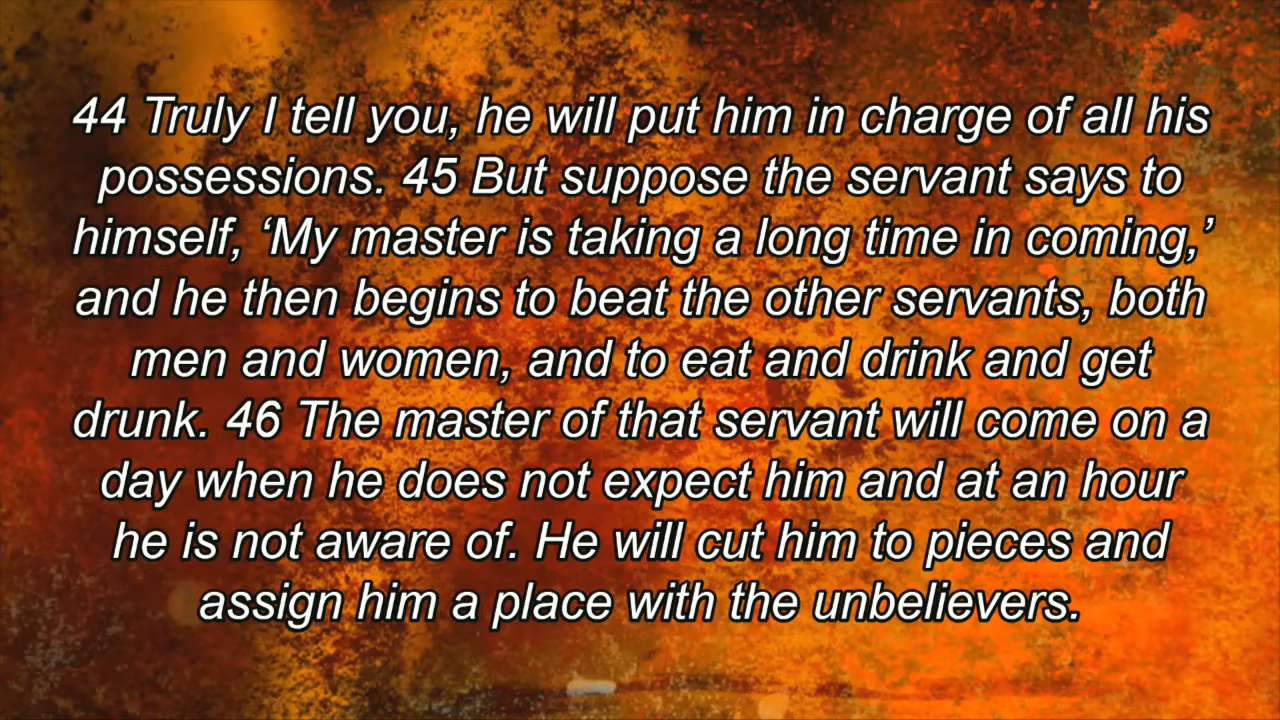 44 Truly I tell you, he will put him in charge of all his
possessions. 45 But suppose the servant says to
himself, ‘My master is taking a long time in coming,’
and he then begins to beat the other servants, both
men and women, and to eat and drink and get
drunk. 46 The master of that servant will come on a
day when he does not expect him and at an hour
he is not aware of. He will cut him to pieces and
assign him a place with the unbelievers.